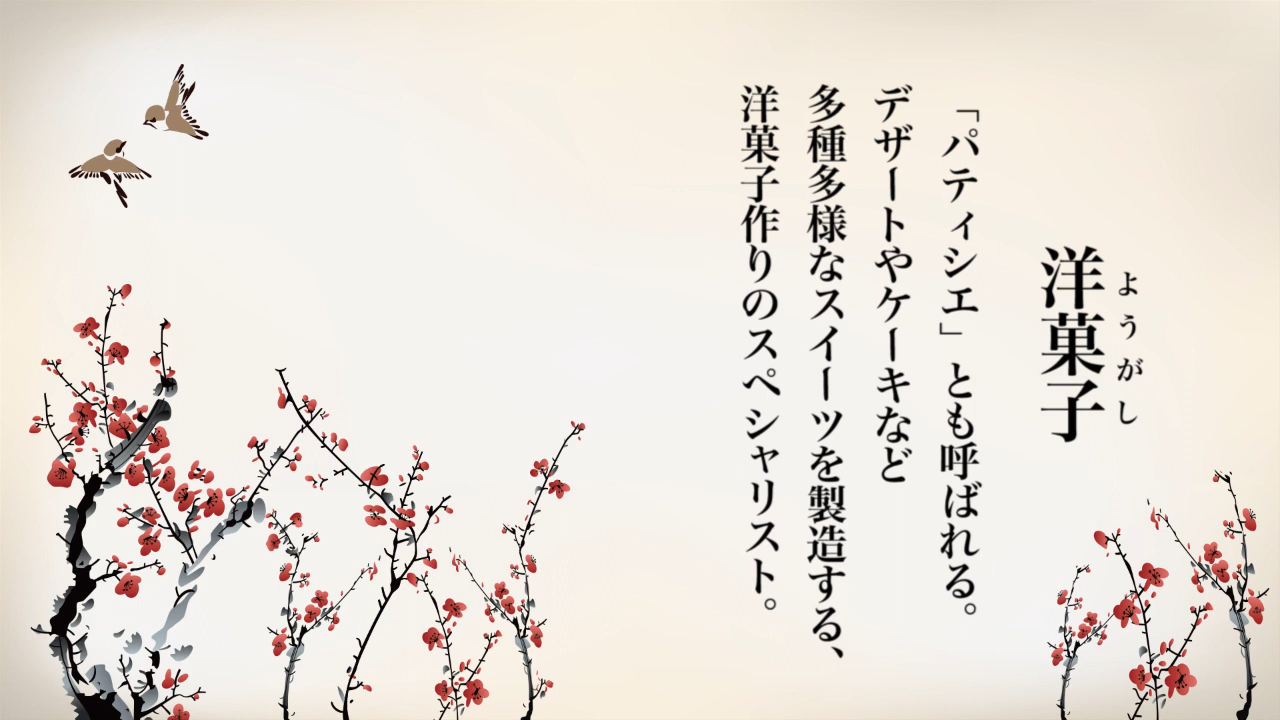 洋菓子
ようがし
「パティシエ」とも呼ばれる。
デザートやケーキなど
多種多様なスイーツを製造する、
洋菓子作りのスペシャリスト。